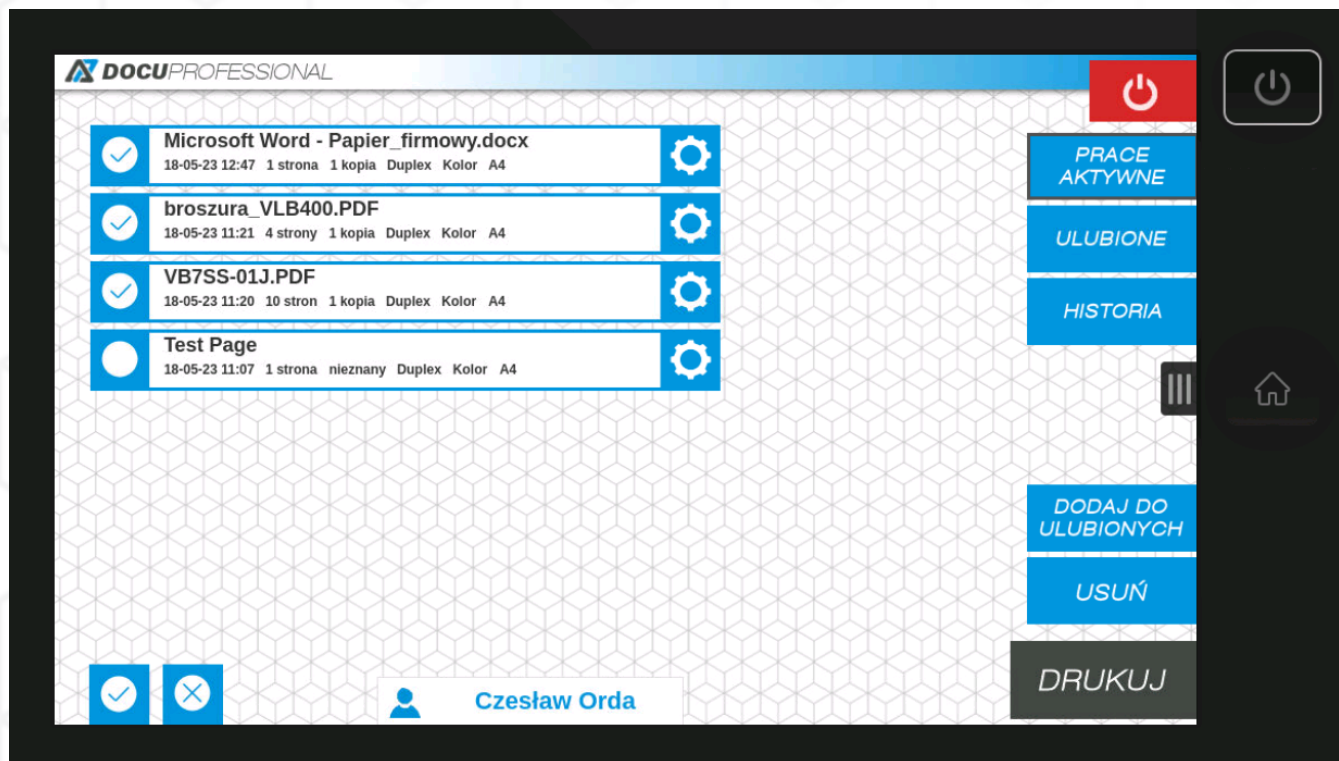 DOCUPROFESSIONAL
Microsoft Word - Papier_firmowy.docx
18-05-23 12:47 1 strona 1 kopia Duplex Kolor A4
broszura_VLB400.PDF
18-05-23 11:21 4 strony 1 kopia Duplex Kolor A4
VB7SS-01J.PDF
18-05-23 11:20 10 stron 1 kopia Duplex Kolor A4
Test Page
18-05-23 11:07 1 strona nieznany Duplex Kolor A4
PRACE
AKTYWNE
ULUBIONE
HISTORIA
DODAJ DO
ULUBIONYCH
USUŃ
DRUKUJ
Czesław Orda